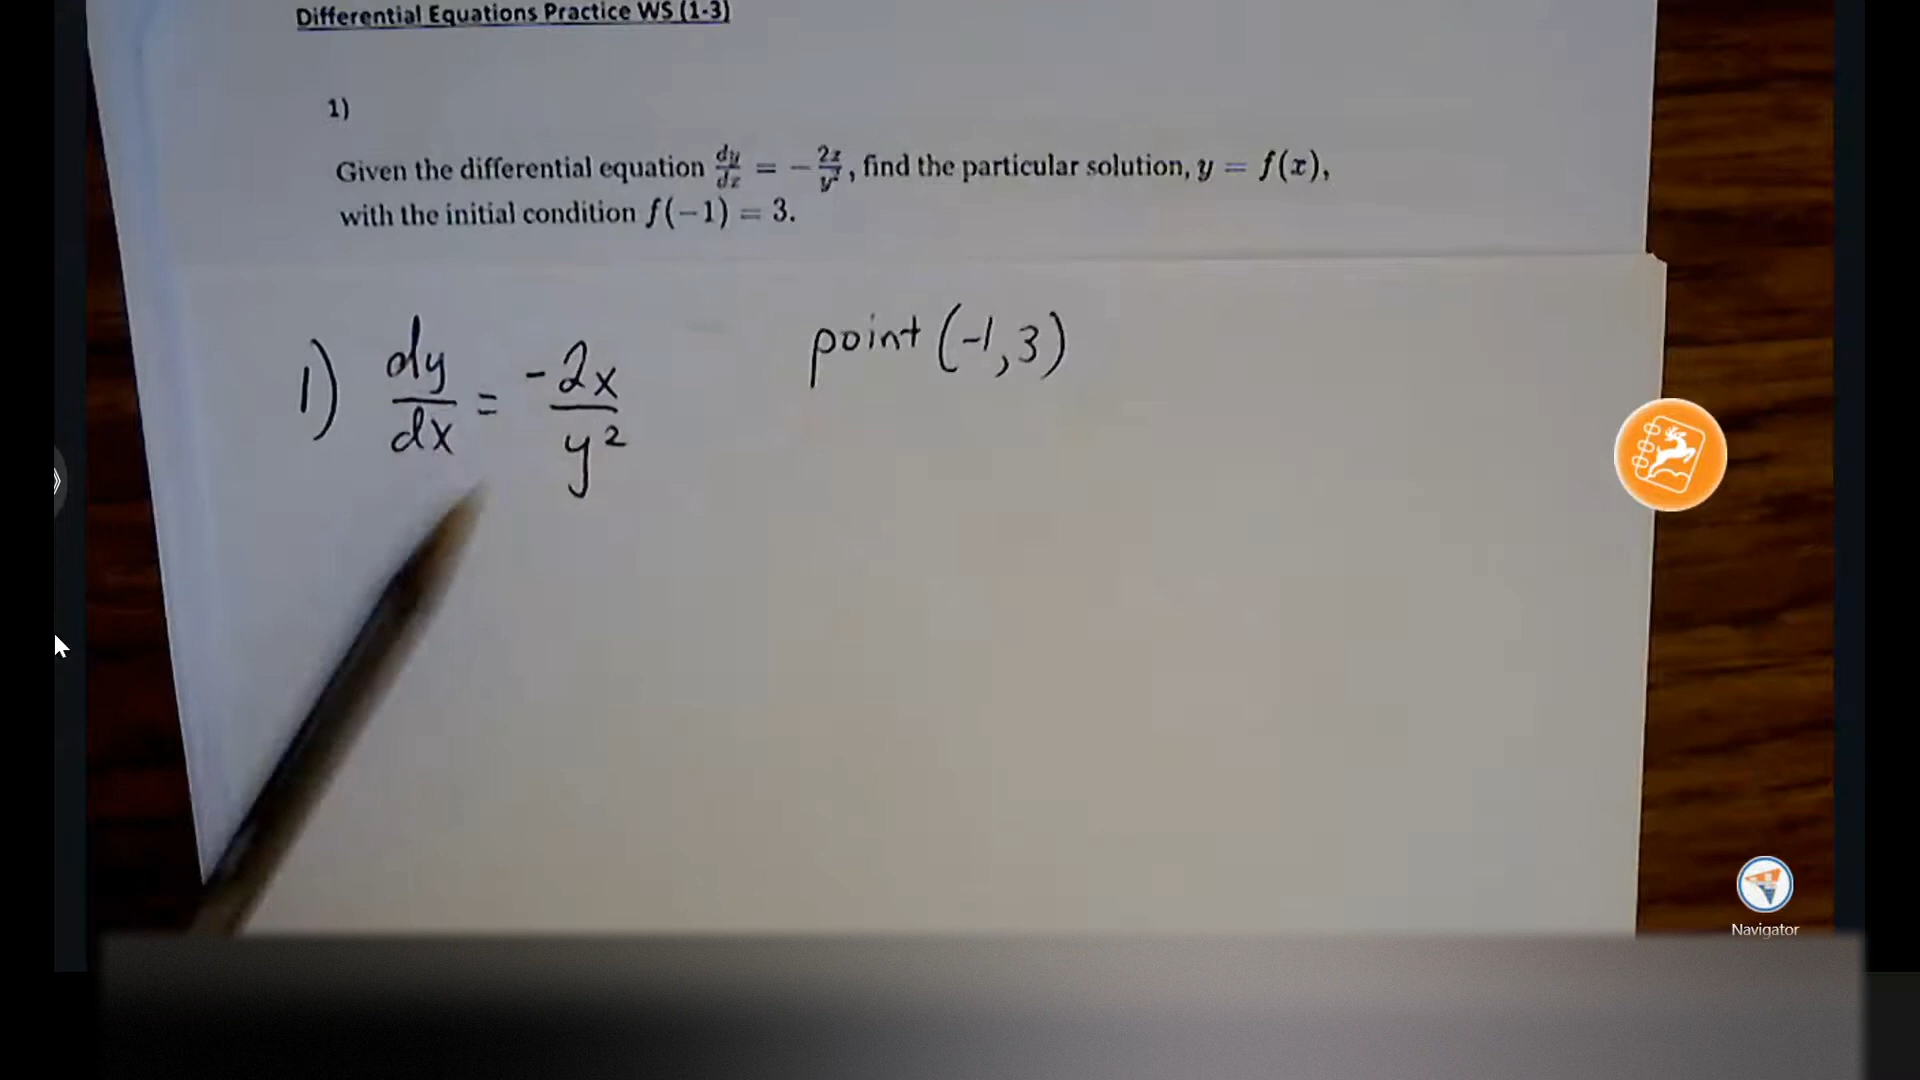 Differential Equations Practice WS (1-3)
1)
Given the differential equation dy/dx = -2x/y², find the particular solution, y = f(x),
with the initial condition f(-1) = 3.
1) dy/dx = -2x/y² point (-1, 3)
Navigator